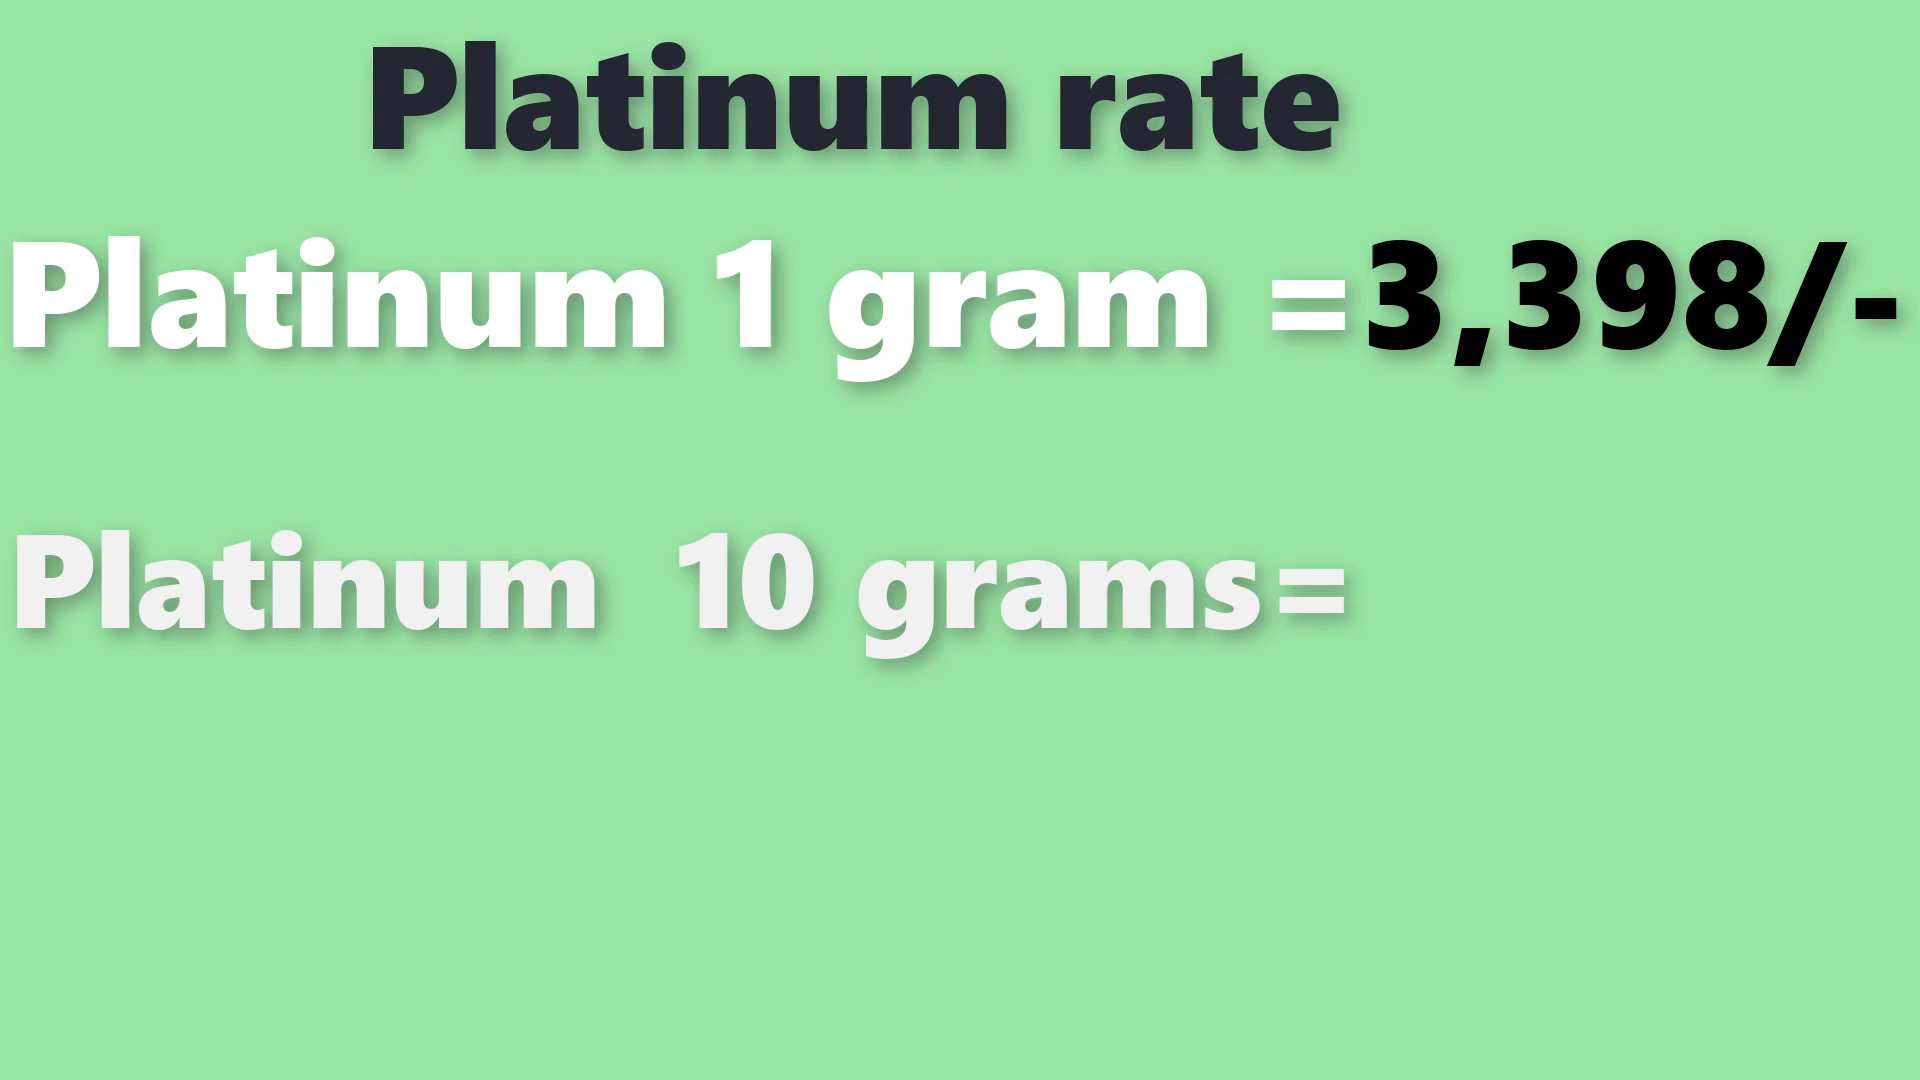 Platinum rate
Platinum 1 gram =3,398/-
Platinum 10 grams=